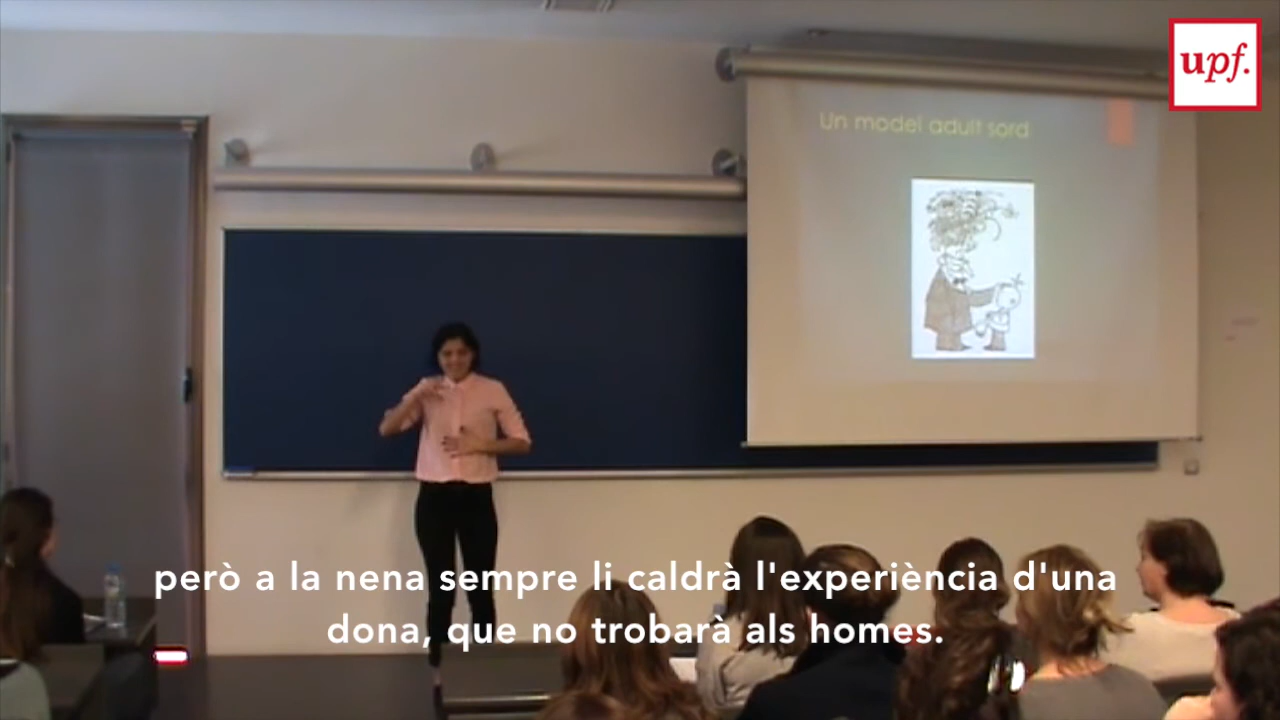 upf.
Un model adult sord
però a la nena sempre li caldrà l'experiència d'una
dona, que no trobarà als homes.